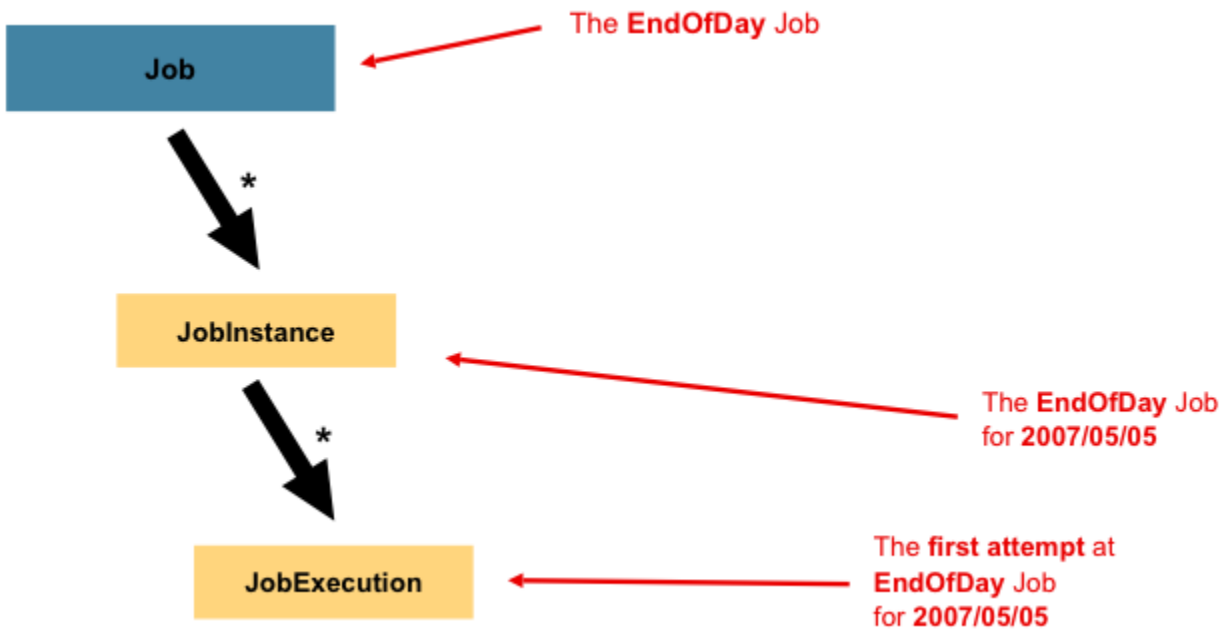 The EndOfDay Job
Job
*
JobInstance
The EndOfDay Job
for 2007/05/05
*
The first attempt at
EndOfDay Job
for 2007/05/05
JobExecution